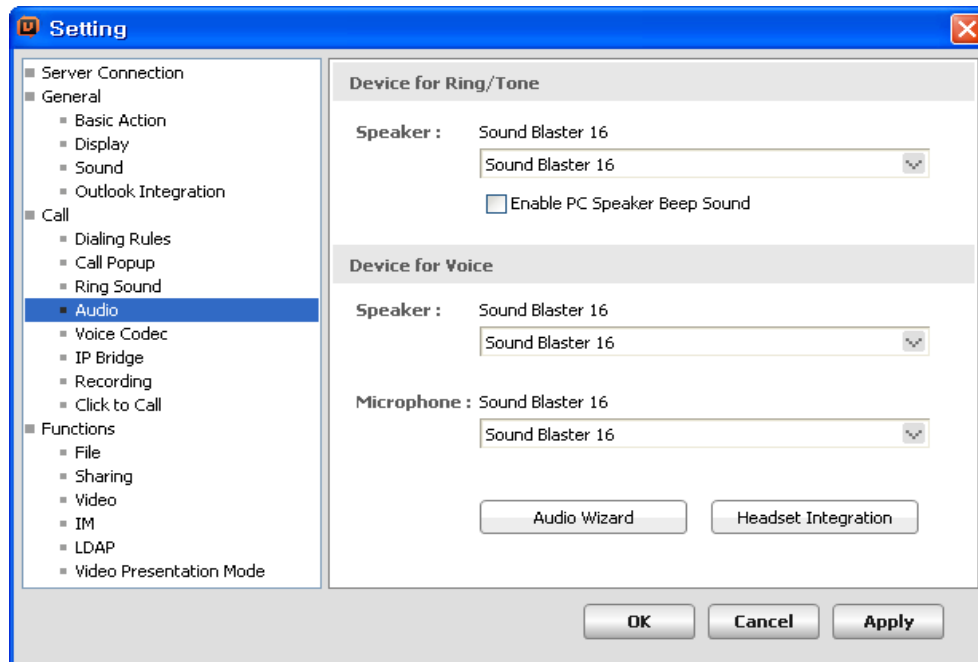 Setting
Server Connection
General
Basic Action
Display
Sound
Outlook Integration
Call
Dialing Rules
Call Popup
Ring Sound
Audio
Voice Codec
IP Bridge
Recording
Click to Call
Functions
File
Sharing
Video
IM
LDAP
Video Presentation Mode
Device for Ring/Tone
Speaker : Sound Blaster 16
Sound Blaster 16
Enable PC Speaker Beep Sound
Device for Voice
Speaker : Sound Blaster 16
Sound Blaster 16
Microphone : Sound Blaster 16
Sound Blaster 16
Audio Wizard Headset Integration
OK Cancel Apply